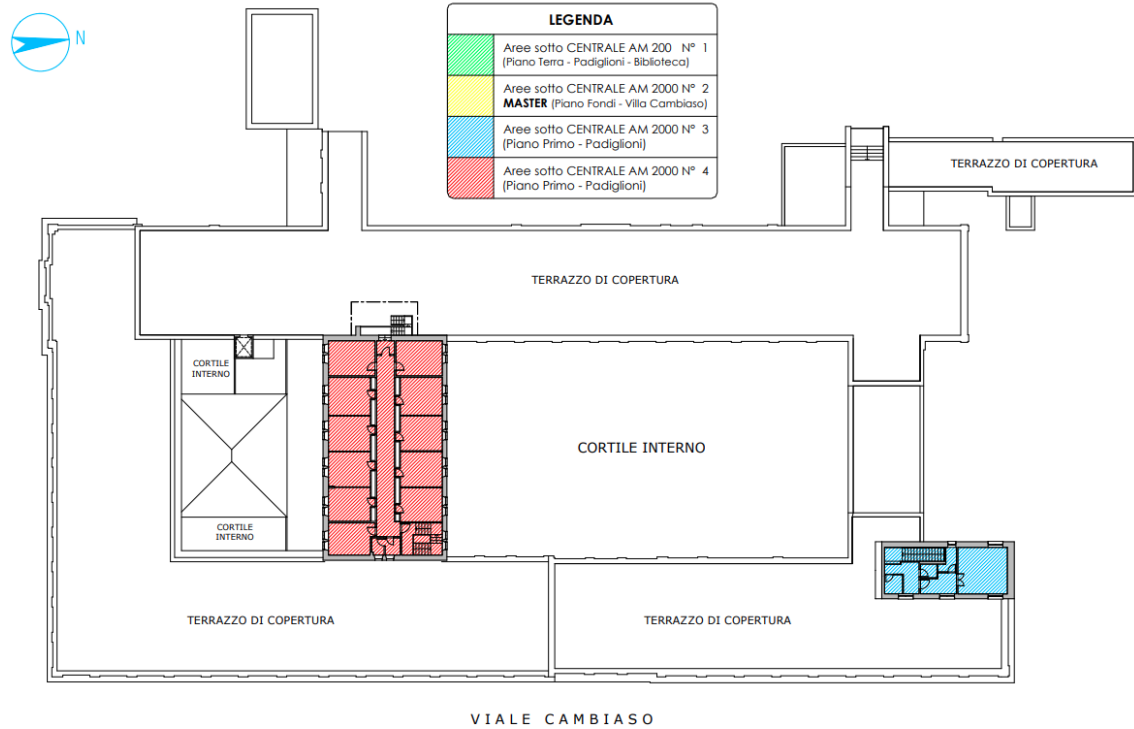 N
LEGENDA
Aree sotto CENTRALE AM 200 N° 1
(Piano Terra - Padiglioni - Biblioteca)
Aree sotto CENTRALE AM 2000 N° 2
MASTER (Piano Fondi - Villa Cambiaso)
Aree sotto CENTRALE AM 2000 N° 3
(Piano Primo - Padiglioni)
Aree sotto CENTRALE AM 2000 N° 4
(Piano Primo - Padiglioni)
TERRAZZO DI COPERTURA
TERRAZZO DI COPERTURA
CORTILE
INTERNO
CORTILE INTERNO
CORTILE
INTERNO
TERRAZZO DI COPERTURA
TERRAZZO DI COPERTURA
VIALE CAMBIASO